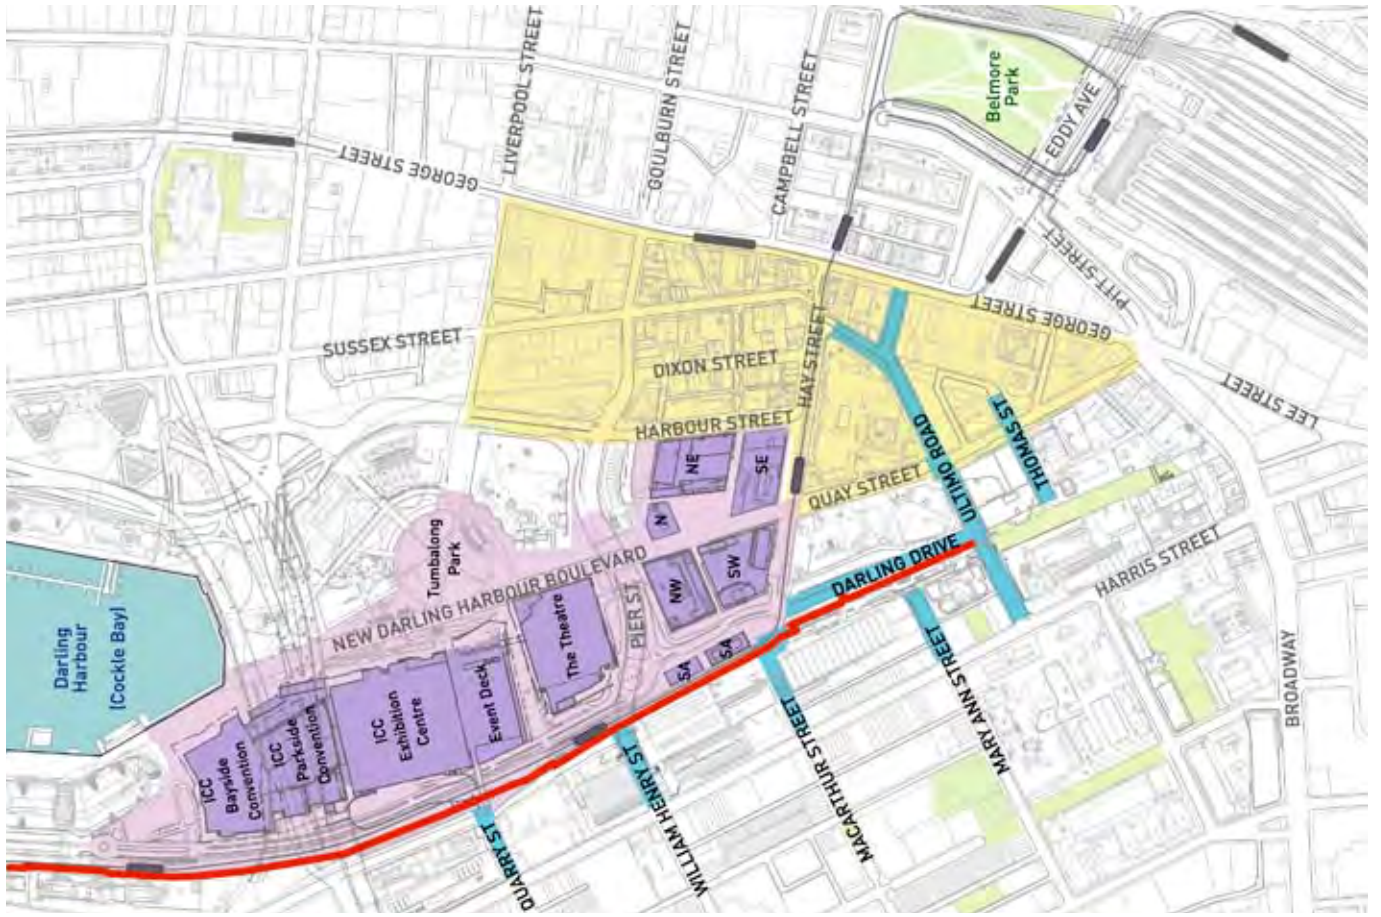 LIVERPOOL STREET
GOULBURN STREET
CAMPBELL STREET
Belmore
Park
EDDY AVE
GEORGE STREET
PITT STREET
GEORGE STREET
LEE STREET
SUSSEX STREET
DIXON STREET
HAY STREET
HARBOUR STREET
ULTIMO ROAD
THOMAS ST
QUAY STREET
NE
SE
N
NW
SW
SA
SA
Tumbalong
Park
NEW DARLING HARBOUR BOULEVARD
PIER ST
DARLING DRIVE
HARRIS STREET
BROADWAY
Darling
Harbour
(Cockle Bay)
The Theatre
Event Deck
ICC
Exhibition
Centre
ICC
Parkside
Convention
ICC
Bayside
Convention
QUARRY ST
WILLIAM HENRY ST
MACARTHUR STREET
MARY ANN STREET